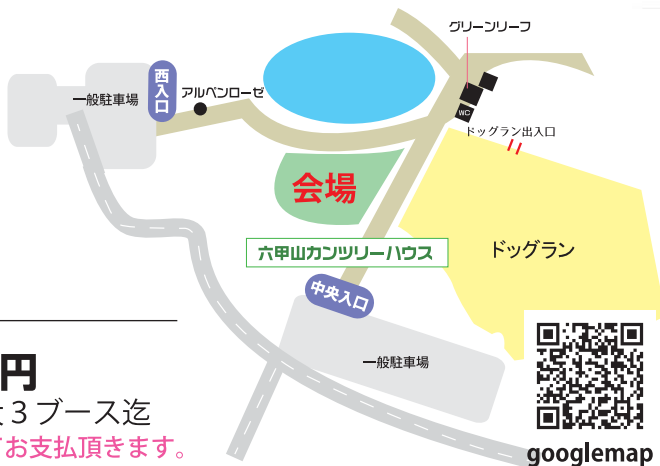 グリーンリーフ
西入口
一般駐車場
アルペンローゼ
WC
ドッグラン出入口
会場
ドッグラン
六甲山カンツリーハウス
中央入口
一般駐車場
円
3ブース迄
お支払頂きます。
googlemap